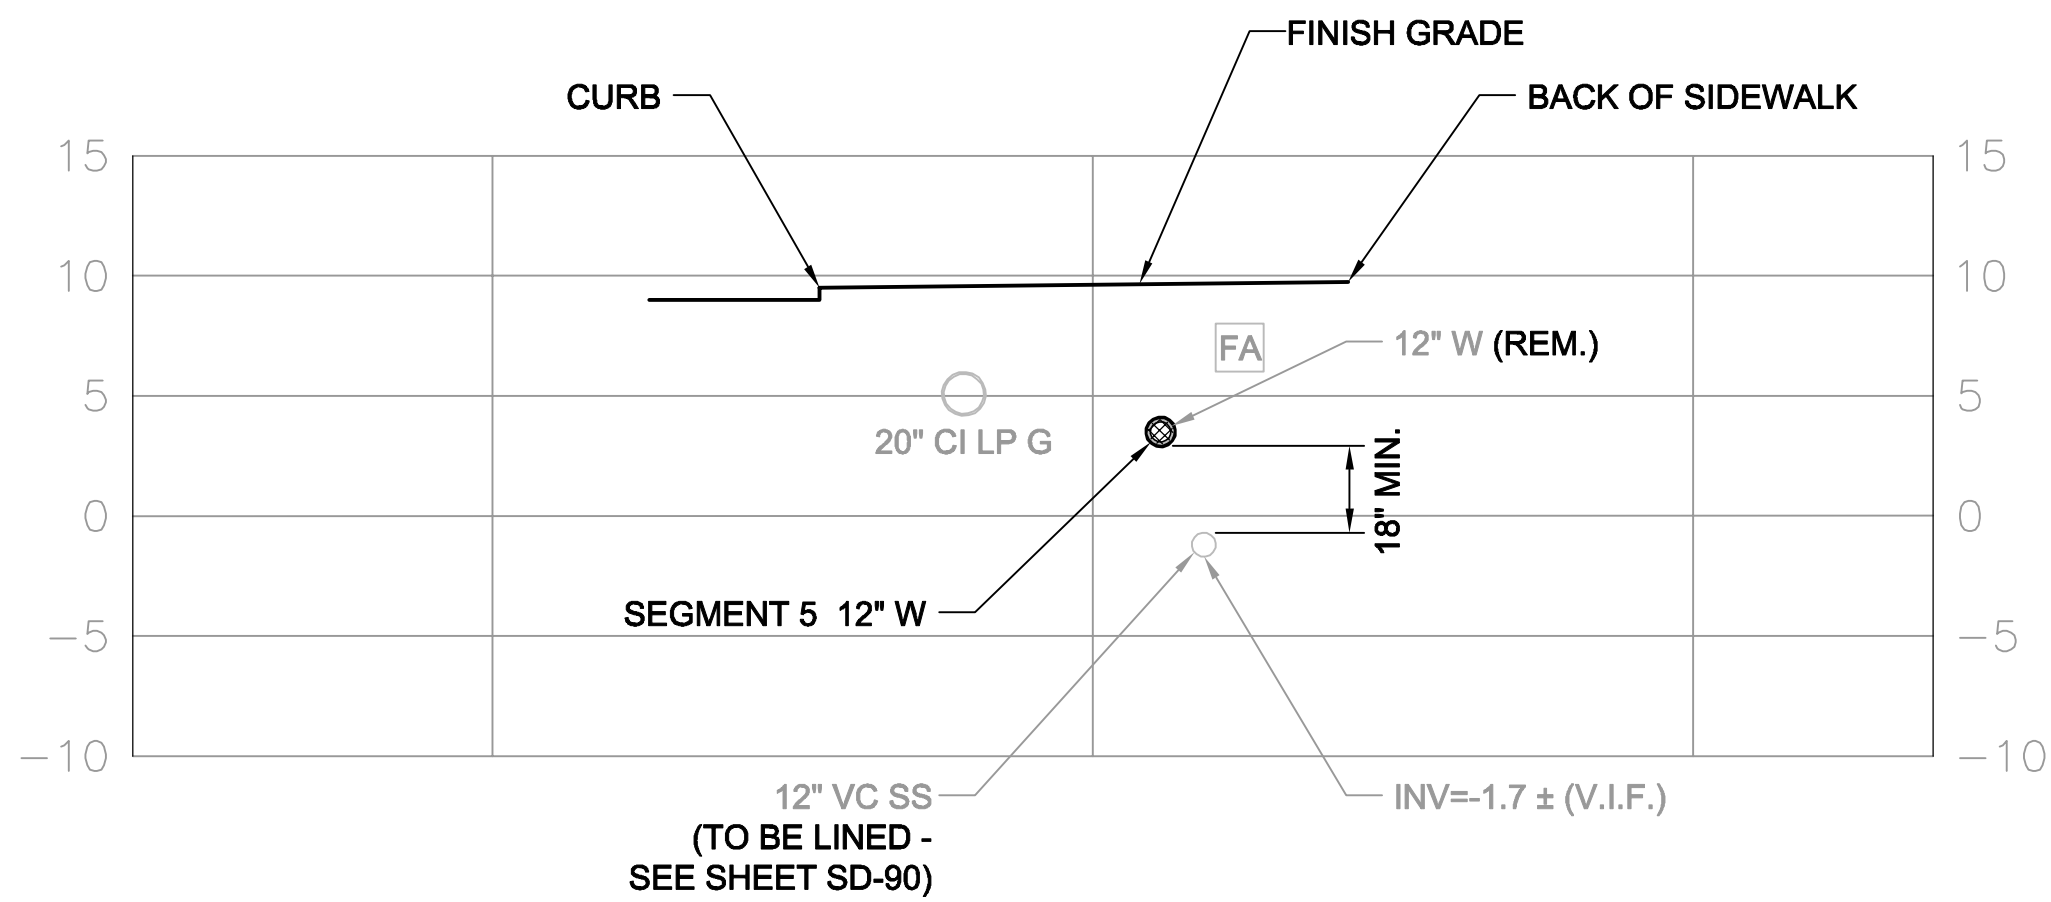 FINISH GRADE
CURB
BACK OF SIDEWALK
15
15
10
10
FA
12" W (REM.)
5
5
20" CI LP G
18" MIN.
0
0
SEGMENT 5 12" W
-5
-5
-10
-10
12" VC SS
(TO BE LINED -
SEE SHEET SD-90)
INV=-1.7 ± (V.I.F.)